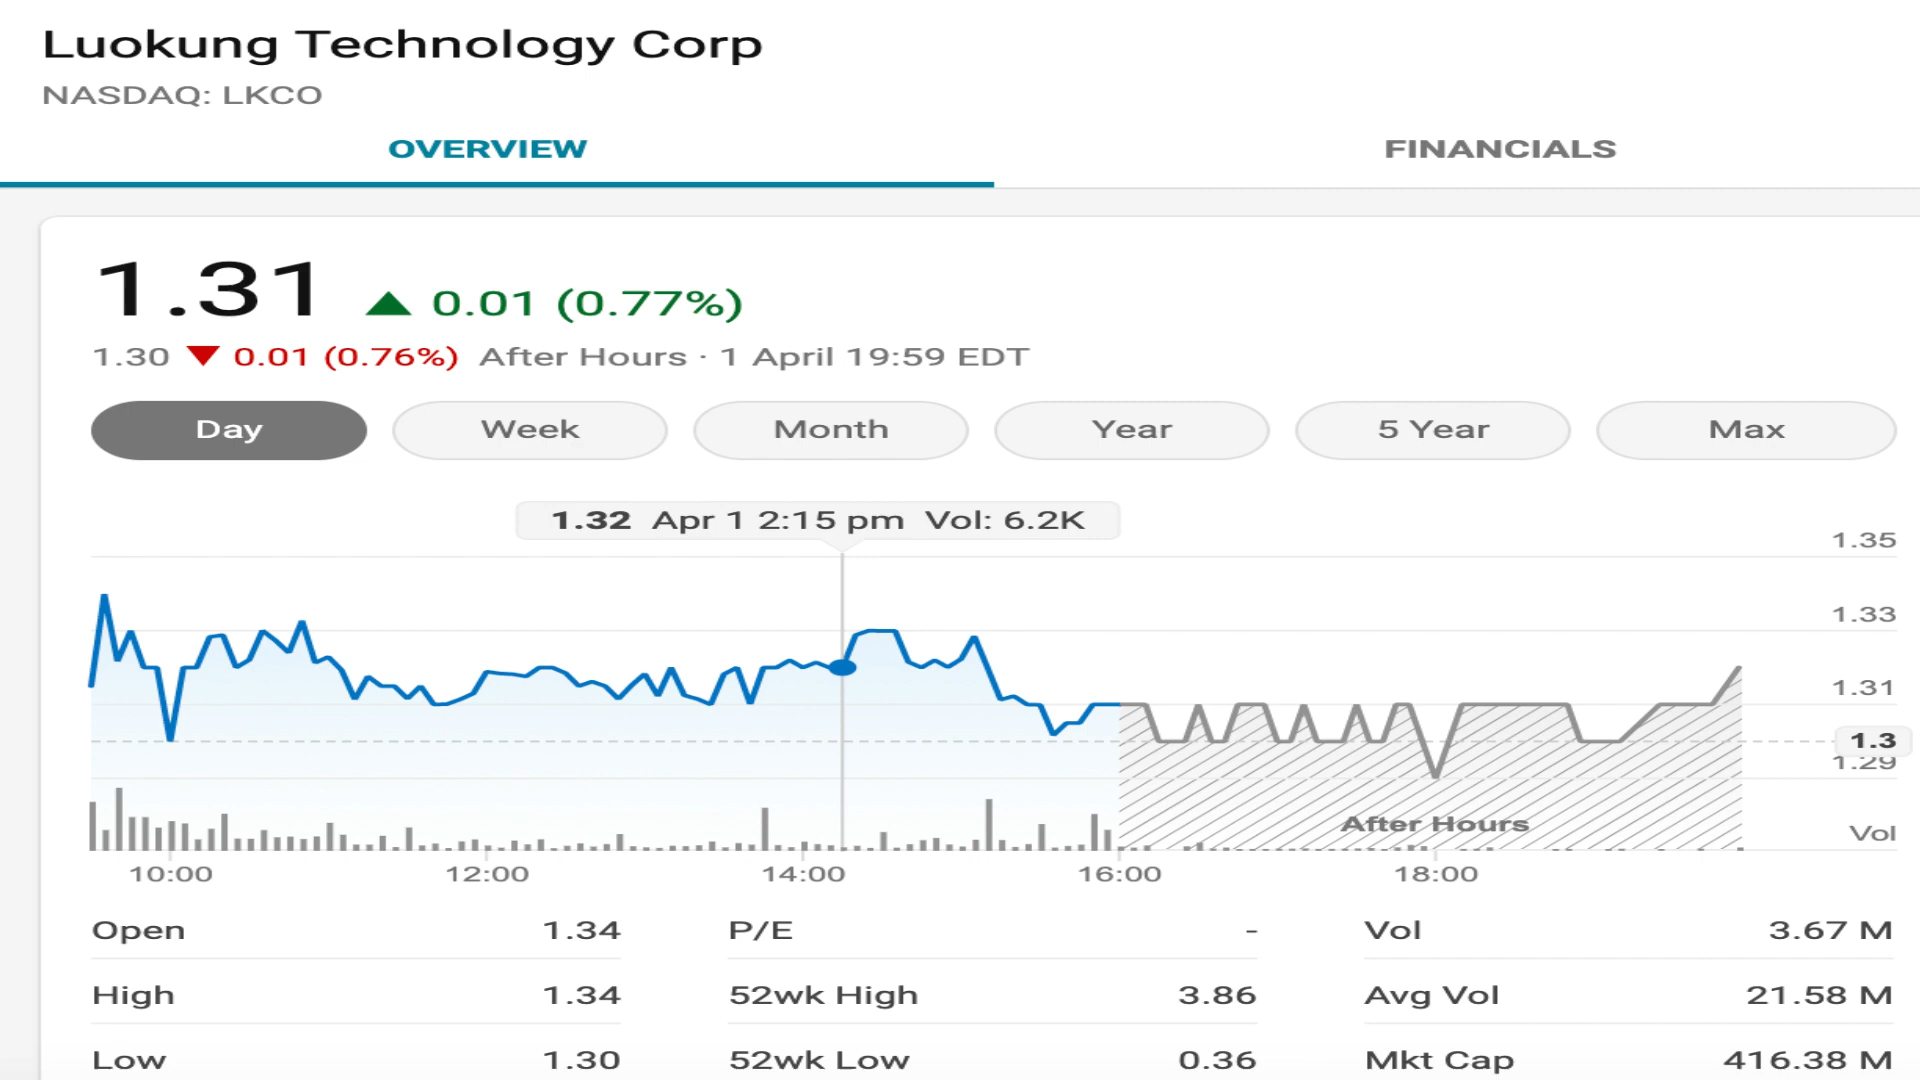 Luokung Technology Corp
NASDAQ: LKCO
OVERVIEW FINANCIALS
1.31 ▲ 0.01 (0.77%)
1.30 ▼ 0.01 (0.76%) After Hours · 1 April 19:59 EDT
Day Week Month Year 5 Year Max
1.32 Apr 1 2:15 pm Vol: 6.2K
1.35
1.33
1.31
1.3
1.29
After Hours
Vol
10:00 12:00 14:00 16:00 18:00
Open 1.34 P/E - Vol 3.67 M
High 1.34 52wk High 3.86 Avg Vol 21.58 M
Low 1.30 52wk Low 0.36 Mkt Cap 416.38 M